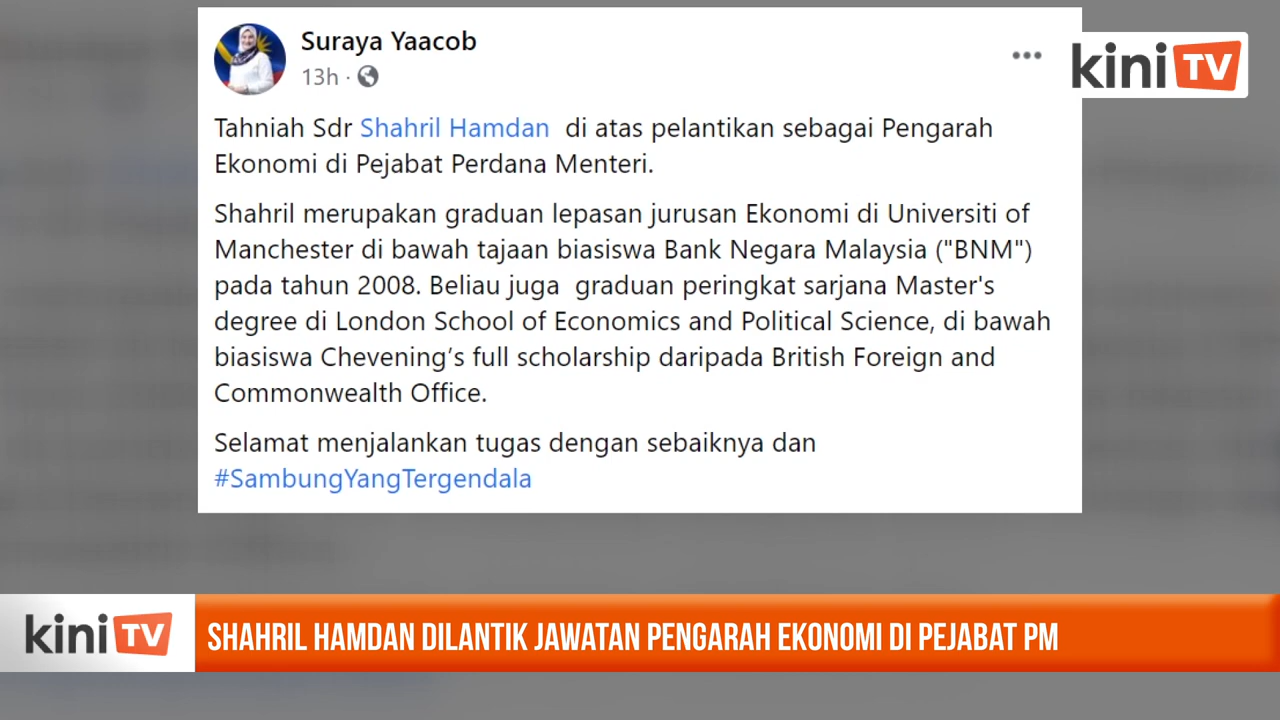 Suraya Yaacob
13h ·
kini TV
Tahniah Sdr Shahril Hamdan di atas pelantikan sebagai Pengarah
Ekonomi di Pejabat Perdana Menteri.
Shahril merupakan graduan lepasan jurusan Ekonomi di Universiti of
Manchester di bawah tajaan biasiswa Bank Negara Malaysia ("BNM")
pada tahun 2008. Beliau juga graduan peringkat sarjana Master's
degree di London School of Economics and Political Science, di bawah
biasiswa Chevening’s full scholarship daripada British Foreign and
Commonwealth Office.
Selamat menjalankan tugas dengan sebaiknya dan
#SambungYangTergendala
kini TV
SHAHRIL HAMDAN DILANTIK JAWATAN PENGARAH EKONOMI DI PEJABAT PM